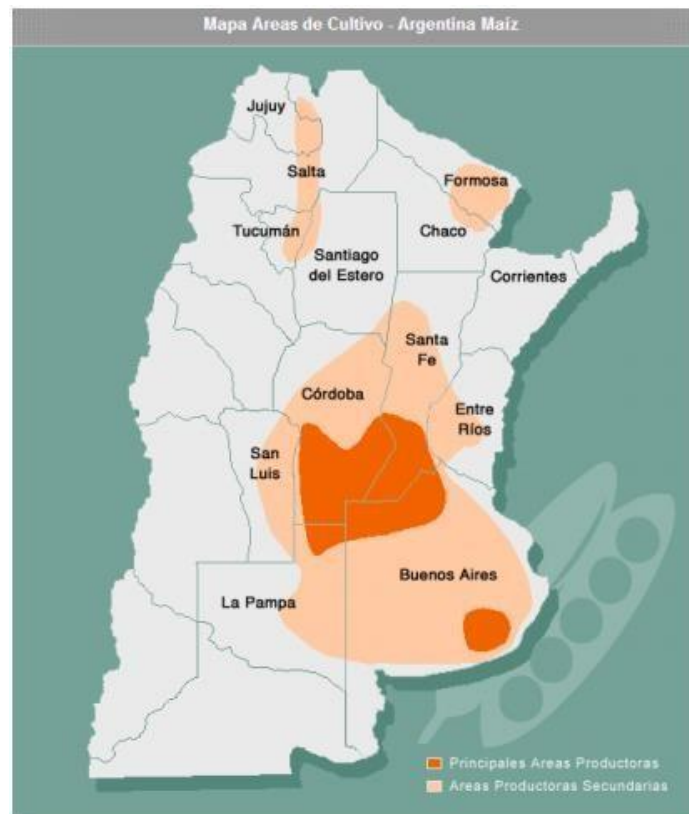 Mapa Areas de Cultivo - Argentina Maíz
Jujuy
Salta
Formosa
Tucumán
Chaco
Santiago
del Estero
Corrientes
Santa
Fe
Córdoba
Entre
Ríos
San
Luis
Buenos Aires
La Pampa
Principales Areas Productoras
Areas Productoras Secundarias